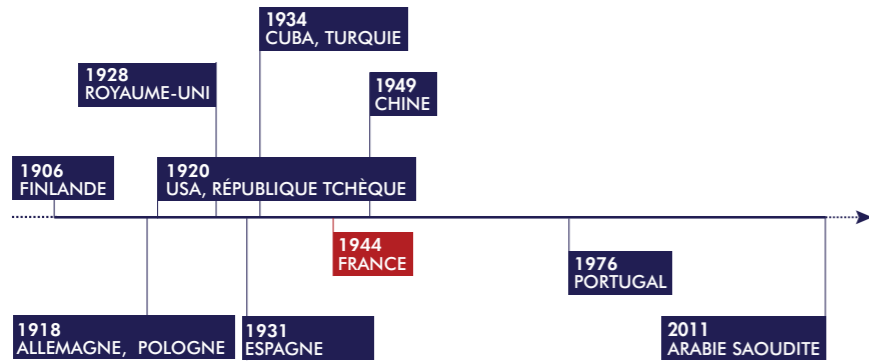 1934
CUBA, TURQUIE
1928
ROYAUME-UNI
1949
CHINE
1906
FINLANDE
1920
USA, RÉPUBLIQUE TCHÈQUE
1944
FRANCE
1976
PORTUGAL
1918
ALLEMAGNE, POLOGNE
1931
ESPAGNE
2011
ARABIE SAOUDITE